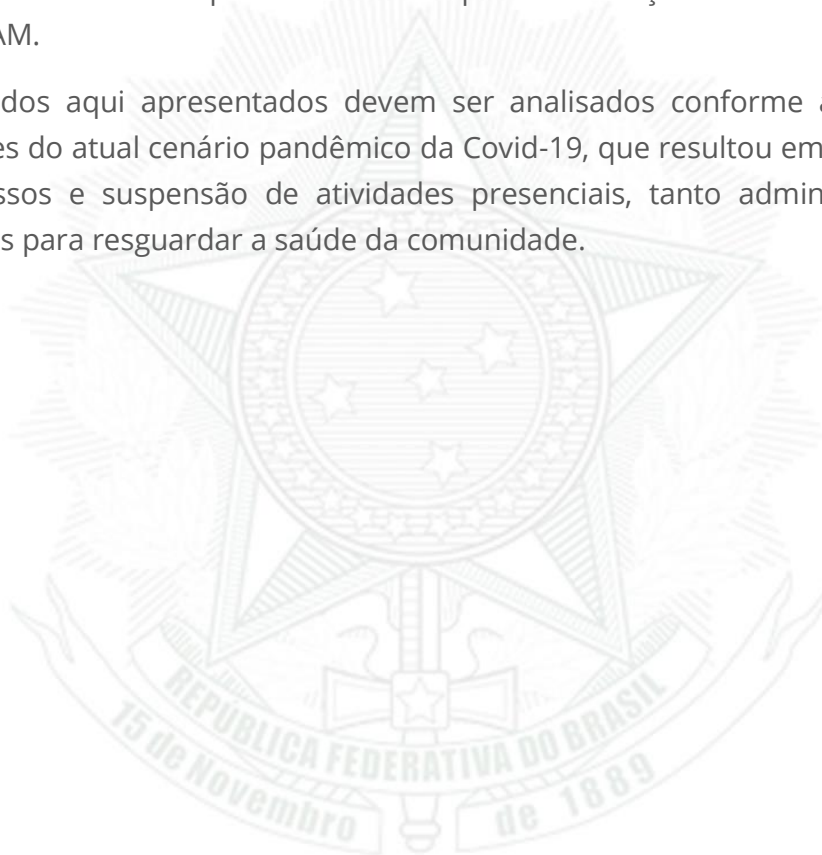 AM.
dos aqui apresentados devem ser analisados conforme
es do atual cenário pandêmico da Covid-19, que resultou em
ssos e suspensão de atividades presenciais, tanto admin
s para resguardar a saúde da comunidade.
REPÚBLICA FEDERATIVA DO BRASIL
15 de Novembro de 1889